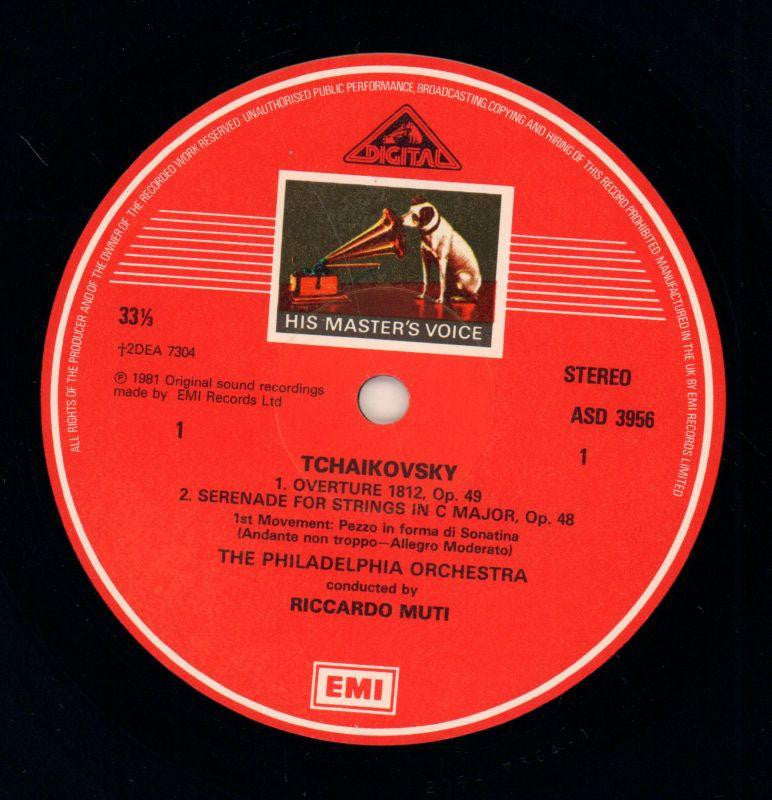 ALL RIGHTS OF THE PRODUCER AND OF THE OWNER OF THE RECORDED WORK RESERVED UNAUTHORISED PUBLIC PERFORMANCE, BROADCASTING, COPYING AND HIRING OF THIS RECORD PROHIBITED MANUFACTURED IN THE UK BY EMI RECORDS LIMITED
DIGITAL
HIS MASTER'S VOICE
33⅓
†2DEA 7304
℗ 1981 Original sound recordings
made by EMI Records Ltd
1
STEREO
ASD 3956
1
TCHAIKOVSKY
1. OVERTURE 1812, Op. 49
2. SERENADE FOR STRINGS IN C MAJOR, Op. 48
1st Movement: Pezzo in forma di Sonatina
(Andante non troppo—Allegro Moderato)
THE PHILADELPHIA ORCHESTRA
conducted by
RICCARDO MUTI
EMI